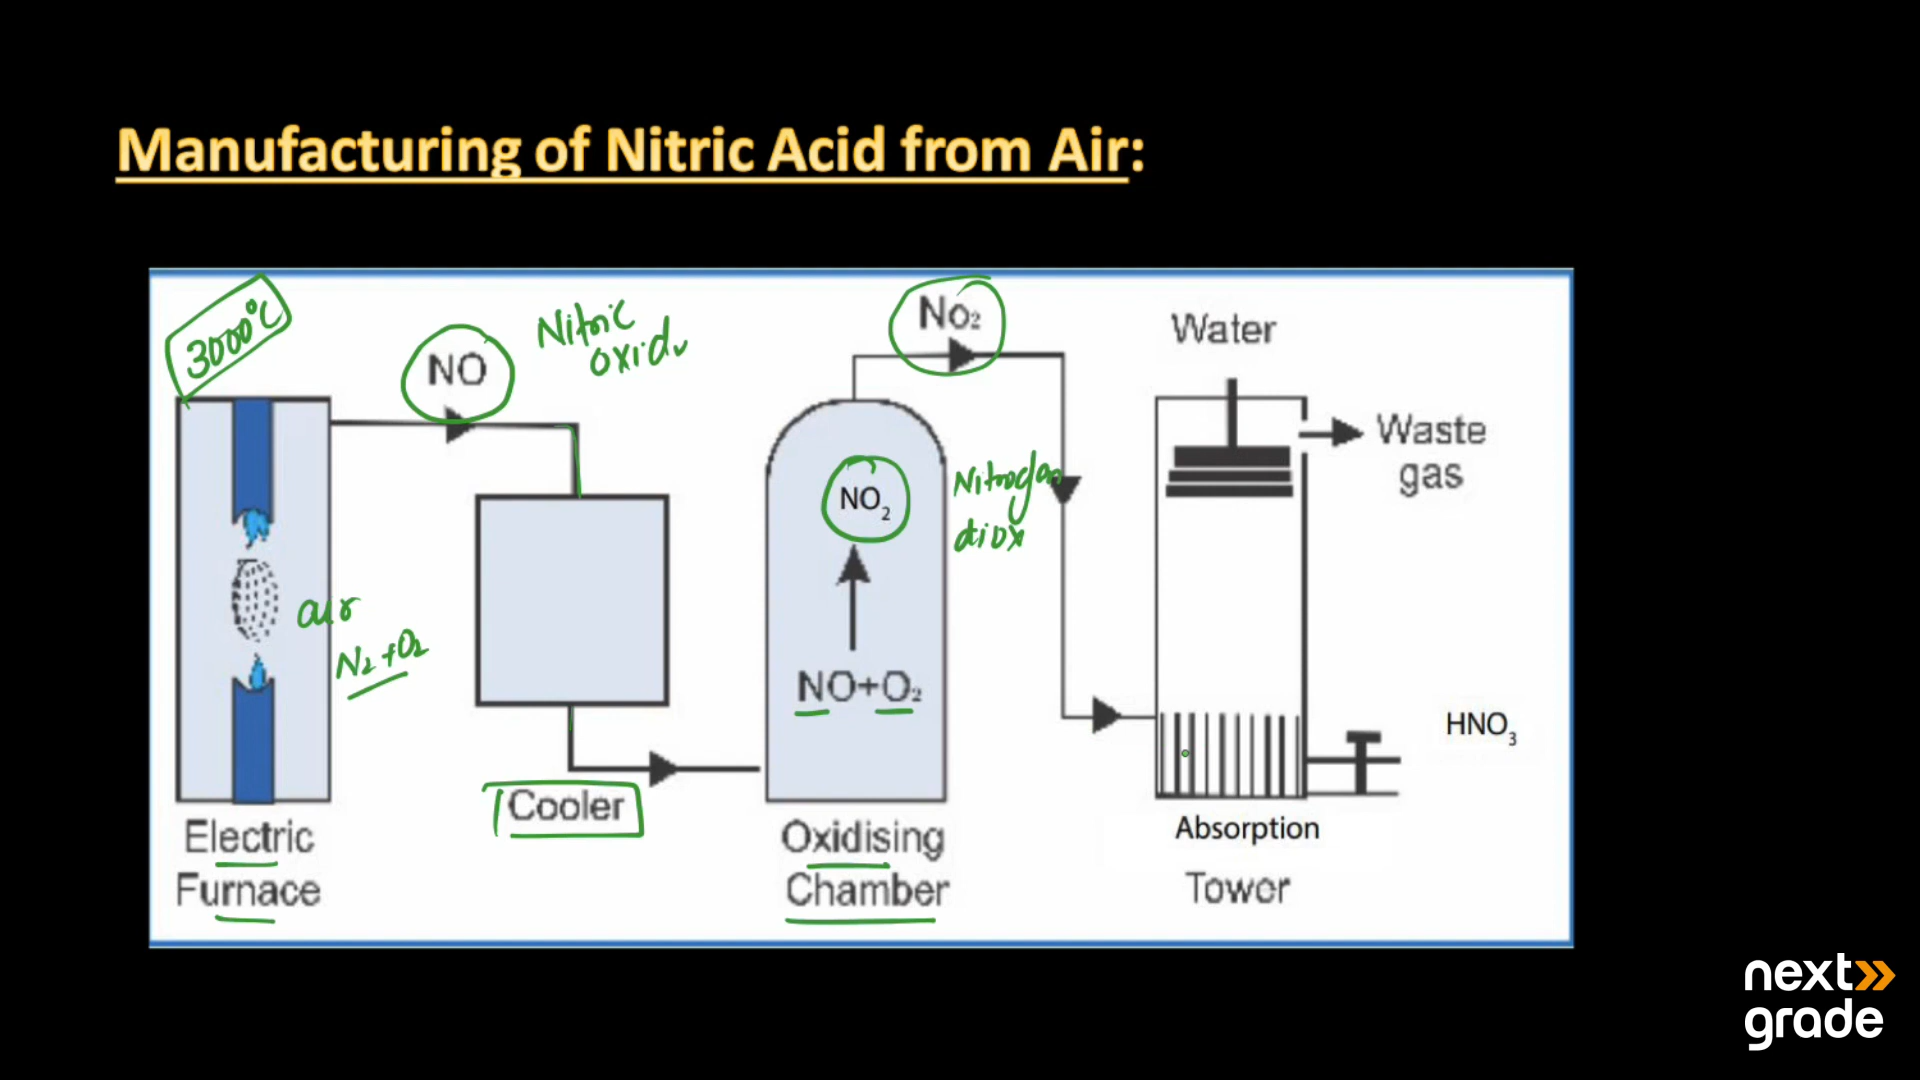 Manufacturing of Nitric Acid from Air:
3000°C
NO
Nitric
oxide
No₂
Water
Waste
gas
NO₂
Nitrogen
diox
air
N₂+O₂
NO+O₂
HNO₃
Cooler
Electric
Furnace
Oxidising
Chamber
Absorption
Tower
next
grade